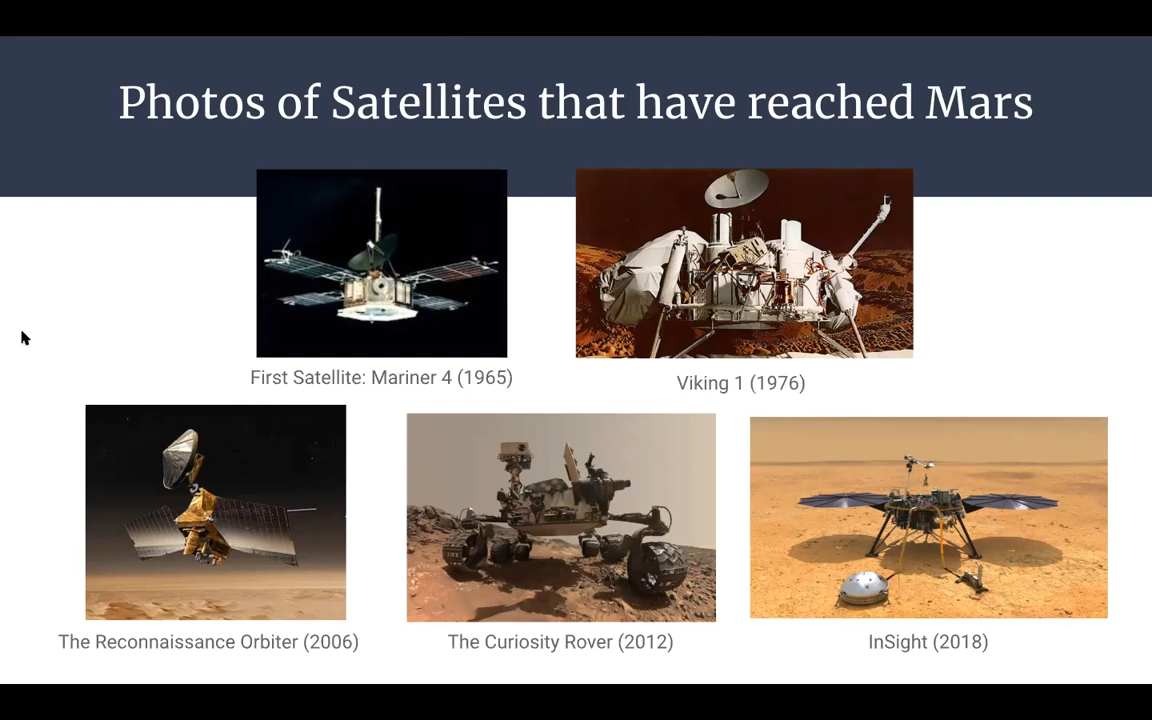 Photos of Satellites that have reached Mars
First Satellite: Mariner 4 (1965)
Viking 1 (1976)
The Reconnaissance Orbiter (2006)
The Curiosity Rover (2012)
InSight (2018)